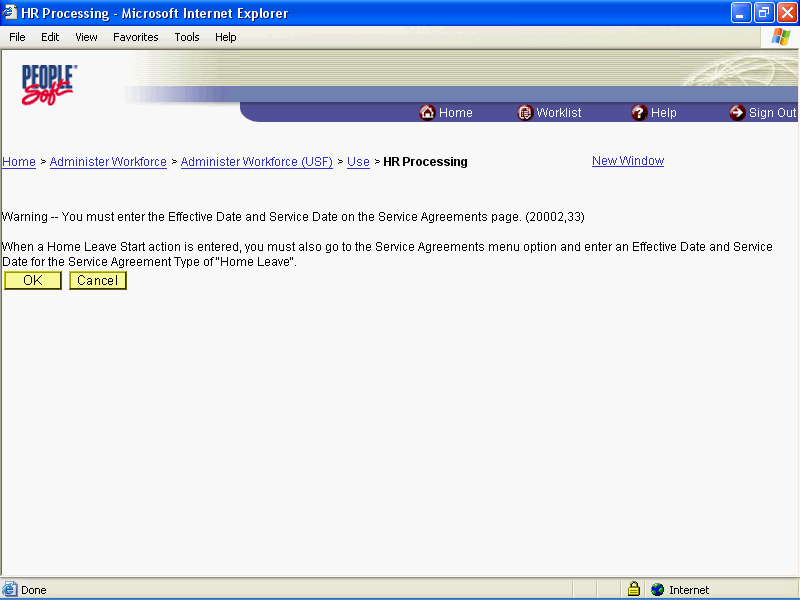 HR Processing - Microsoft Internet Explorer
File Edit View Favorites Tools Help
PEOPLE
Soft
Home Worklist Help Sign Out
Home > Administer Workforce > Administer Workforce (USF) > Use > HR Processing New Window
Warning -- You must enter the Effective Date and Service Date on the Service Agreements page. (20002,33)
When a Home Leave Start action is entered, you must also go to the Service Agreements menu option and enter an Effective Date and Service
Date for the Service Agreement Type of "Home Leave".
OK Cancel
Done Internet